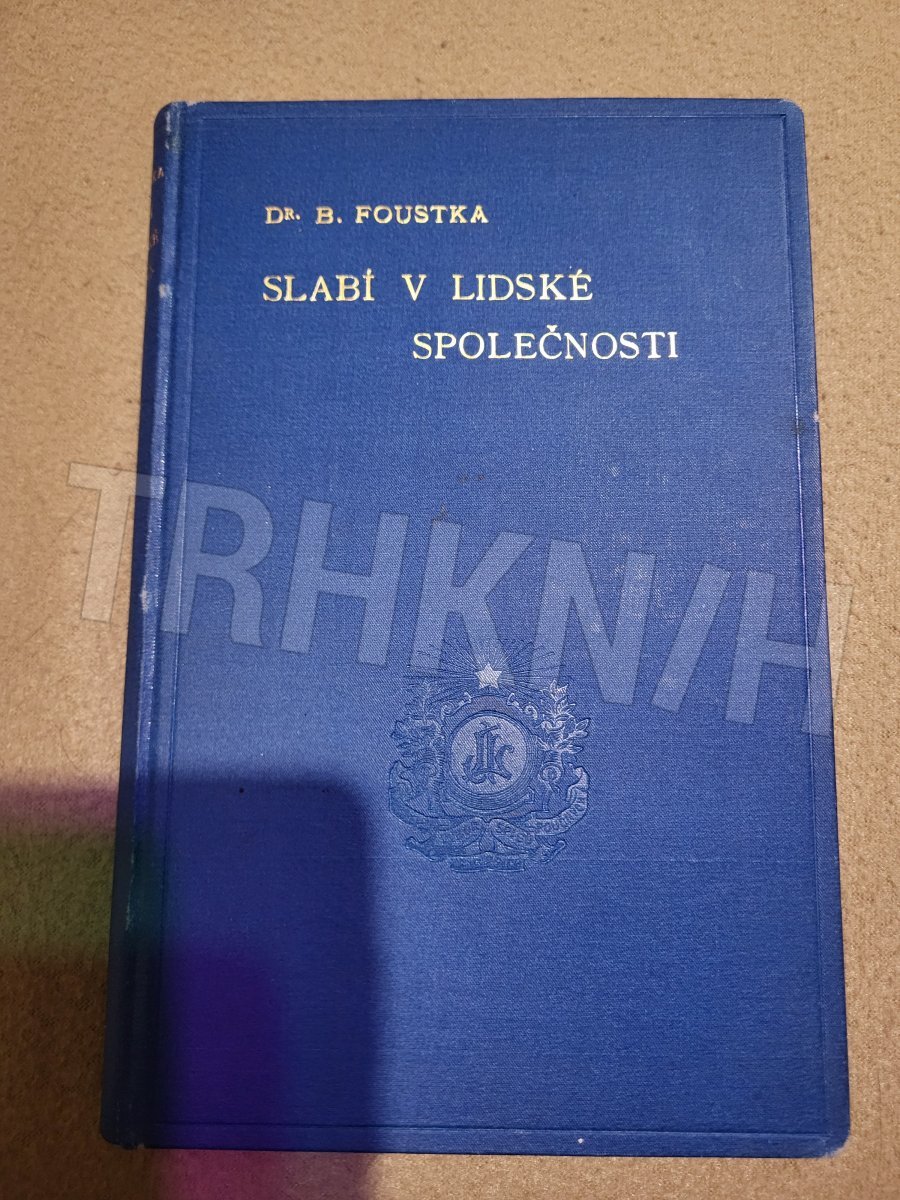 Dr. B. FOUSTKA
SLABÍ V LIDSKÉ
SPOLEČNOSTI
TRHKNIH